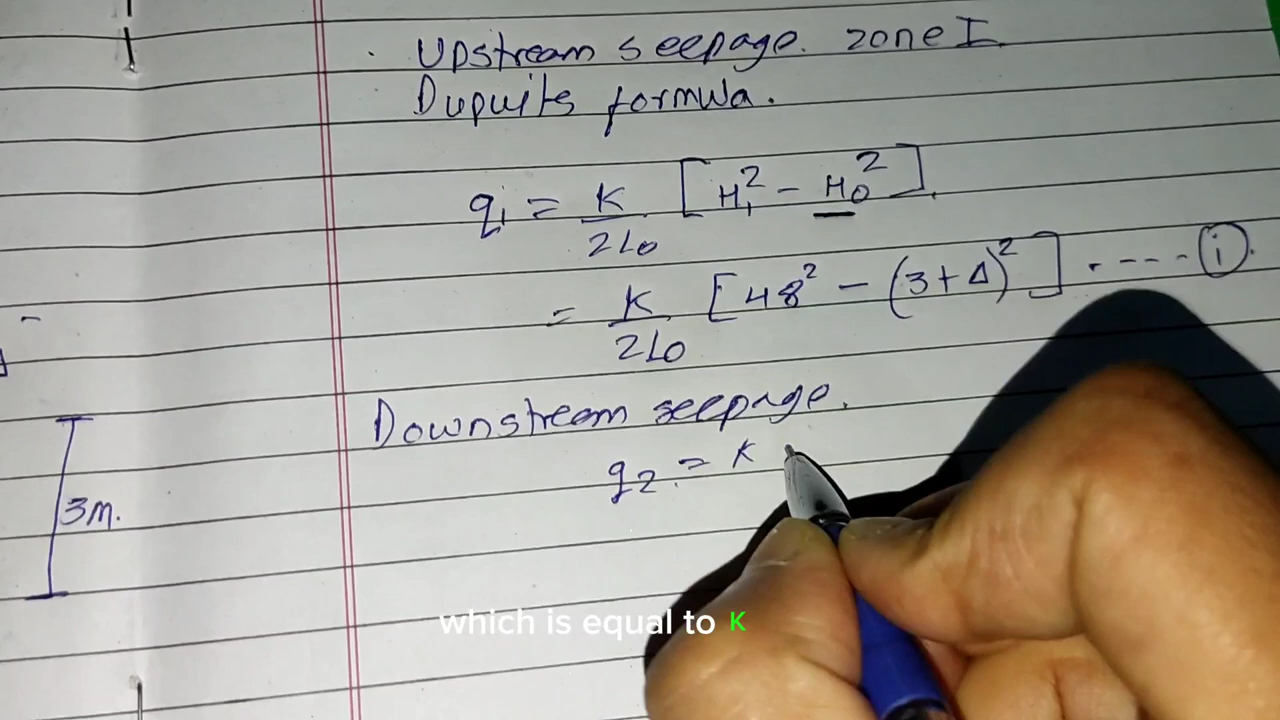 Upstream seepage. zone I
Dupuits formula.
q₁ = K/2L₀ [H₁² - H₀²].
= K/2L₀ [48² - (3+Δ)²] . ---- (i).
Downstream seepage.
q₂ = K
3m.
which is equal to K